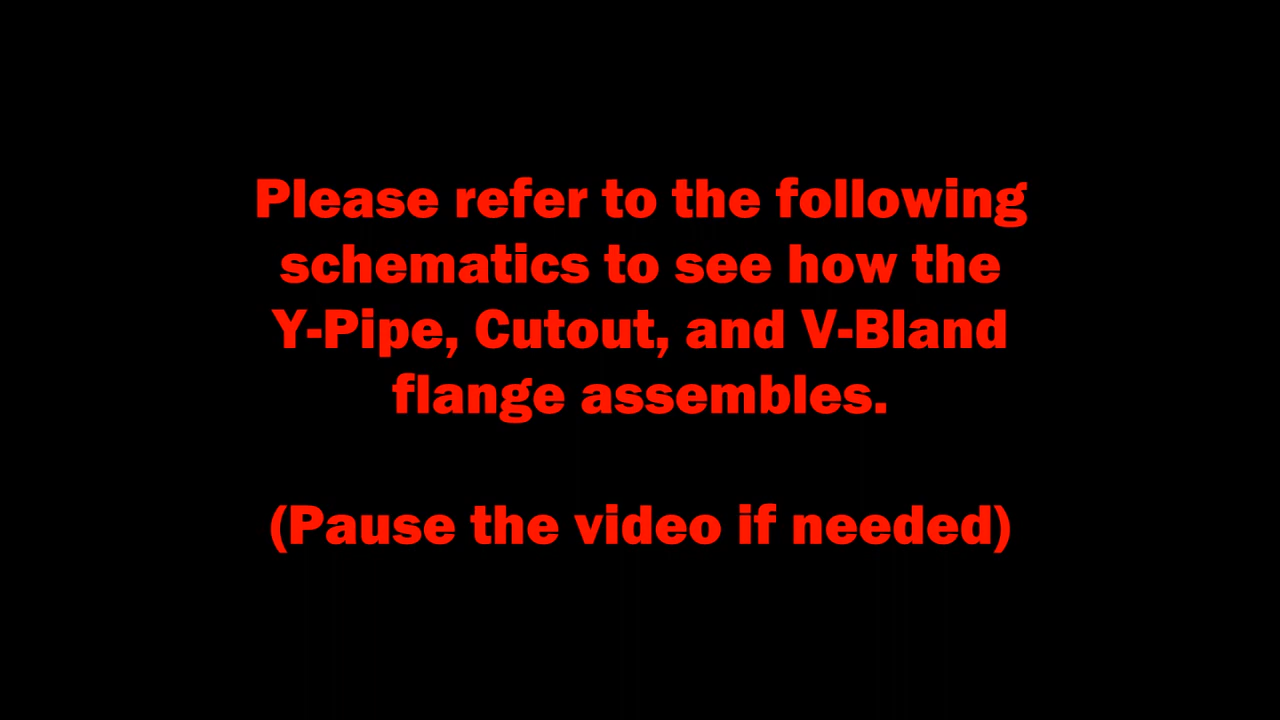 Please refer to the following
schematics to see how the
Y-Pipe, Cutout, and V-Bland
flange assembles.
(Pause the video if needed)